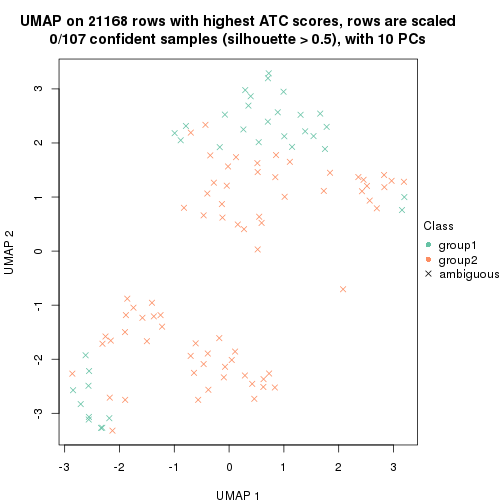 UMAP on 21168 rows with highest ATC scores, rows are scaled
0/107 confident samples (silhouette > 0.5), with 10 PCs
3
2
1
0
-1
-2
-3
UMAP 2
-3
-2
-1
0
1
2
3
UMAP 1
Class
group1
group2
ambiguous